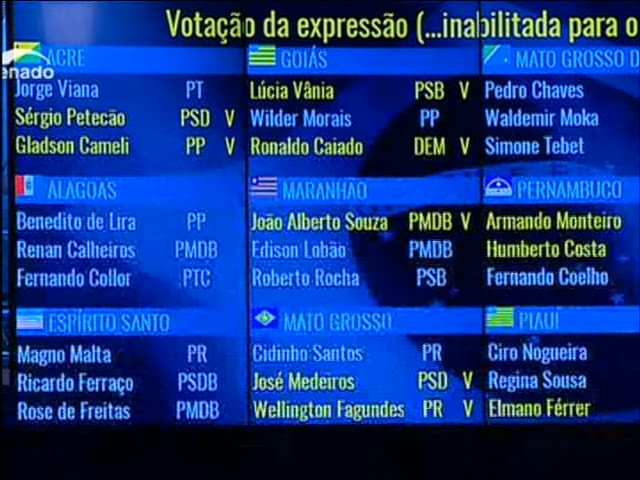 Votação da expressão (...inabilitada para o
enado
ACRE
Jorge Viana PT
Sérgio Petecão PSD V
Gladson Cameli PP V
ALAGOAS
Benedito de Lira PP
Renan Calheiros PMDB
Fernando Collor PTC
ESPÍRITO SANTO
Magno Malta PR
Ricardo Ferraço PSDB
Rose de Freitas PMDB
GOIÁS
Lúcia Vânia PSB V
Wilder Morais PP
Ronaldo Caiado DEM V
MARANHÃO
João Alberto Souza PMDB V
Edison Lobão PMDB
Roberto Rocha PSB
MATO GROSSO
Cidinho Santos PR
José Medeiros PSD V
Wellington Fagundes PR V
MATO GROSSO D
Pedro Chaves
Waldemir Moka
Simone Tebet
PERNAMBUCO
Armando Monteiro
Humberto Costa
Fernando Coelho
PIAUÍ
Ciro Nogueira
Regina Sousa
Elmano Férrer